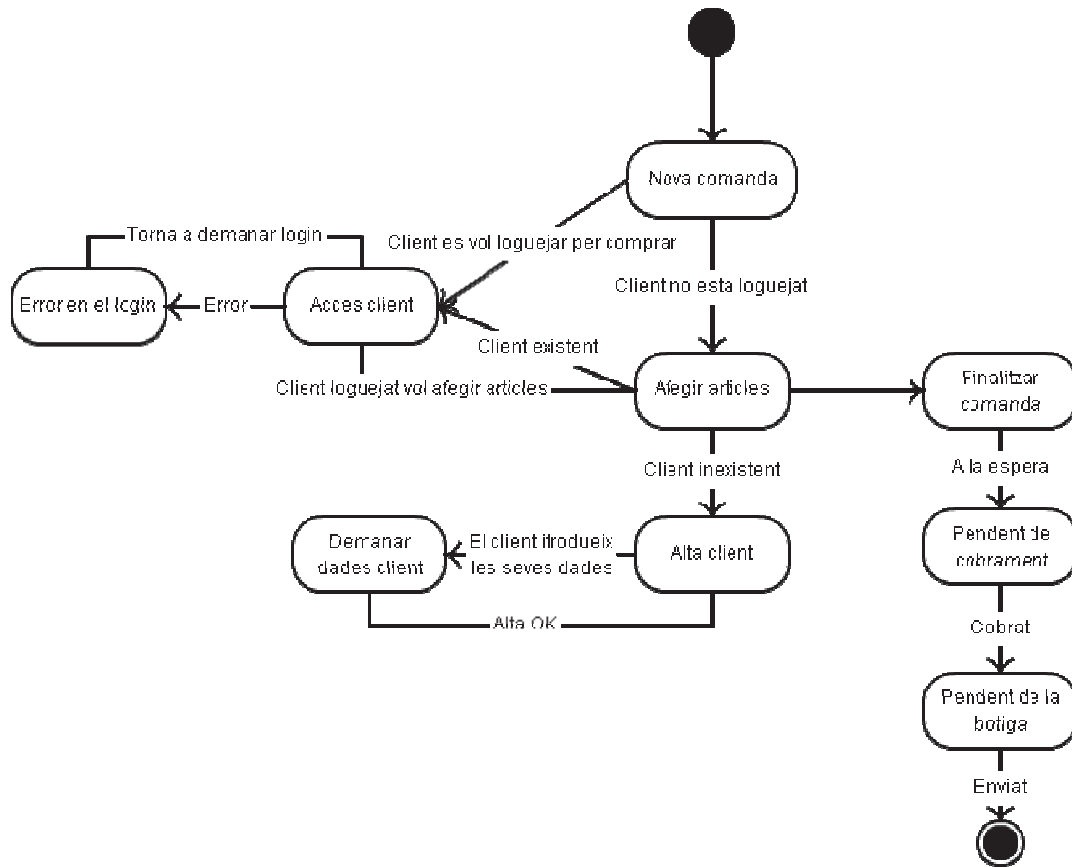 Nova comanda
Client es vol loguejar per comprar
Torna a demanar login
Client no esta loguejat
Error en el login
Error
Acces client
Client existent
Client loguejat vol afegir articles
Afegir articles
Finalitzar
comanda
Client inexistent
A la espera
Demanar
dades client
El client itrodueix
les seves dades
Alta client
Pendent de
cobrament
Alta OK
Cobrat
Pendent de la
botiga
Enviat